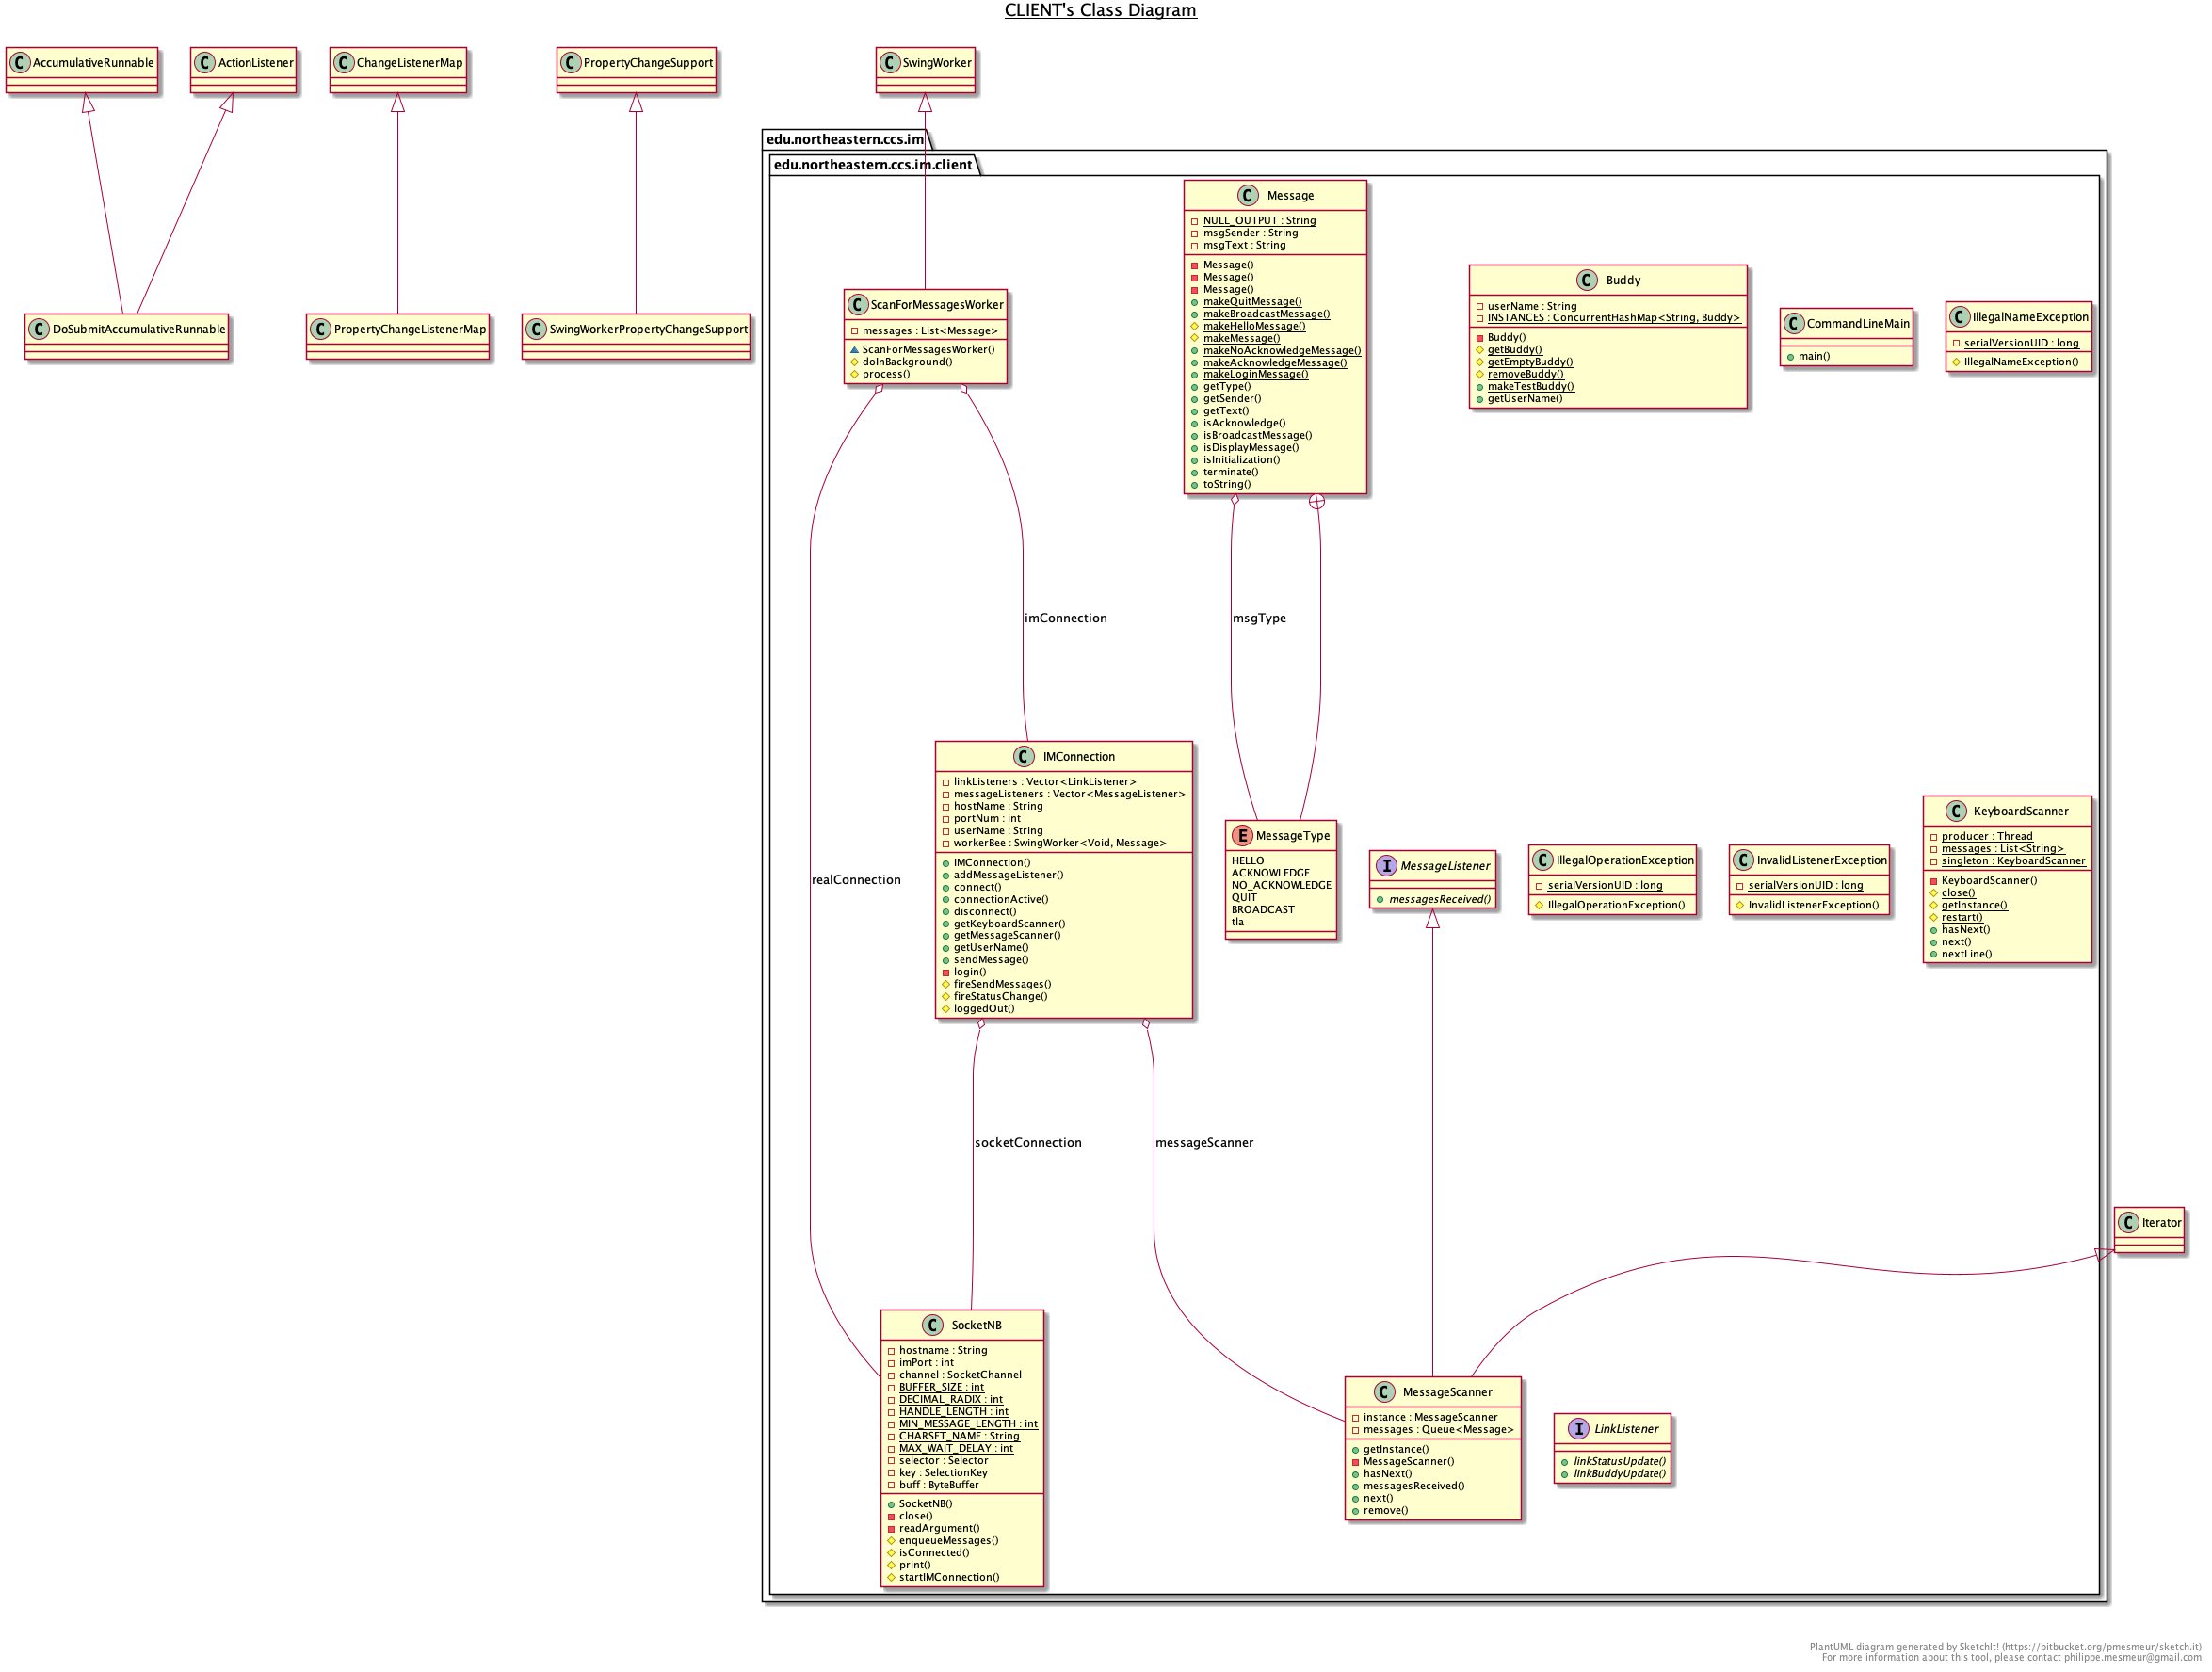 CLIENT's Class Diagram
C AccumulativeRunnable
C ActionListener
C ChangeListenerMap
C PropertyChangeSupport
C SwingWorker
C DoSubmitAccumulativeRunnable
C PropertyChangeListenerMap
C SwingWorkerPropertyChangeSupport
edu.northeastern.ccs.im
edu.northeastern.ccs.im.client
C ScanForMessagesWorker
messages : List<Message>
ScanForMessagesWorker()
doInBackground()
process()
C Message
NULL_OUTPUT : String
msgSender : String
msgText : String
Message()
Message()
Message()
makeQuitMessage()
makeBroadcastMessage()
makeHelloMessage()
makeMessage()
makeNoAcknowledgeMessage()
makeAcknowledgeMessage()
makeLoginMessage()
getType()
getSender()
getText()
isAcknowledge()
isBroadcastMessage()
isDisplayMessage()
isInitialization()
terminate()
toString()
C Buddy
userName : String
INSTANCES : ConcurrentHashMap<String, Buddy>
Buddy()
getBuddy()
getEmptyBuddy()
removeBuddy()
makeTestBuddy()
getUserName()
C CommandLineMain
main()
C IllegalNameException
serialVersionUID : long
IllegalNameException()
imConnection
msgType
realConnection
C IMConnection
linkListeners : Vector<LinkListener>
messageListeners : Vector<MessageListener>
hostName : String
portNum : int
userName : String
workerBee : SwingWorker<Void, Message>
IMConnection()
addMessageListener()
connect()
connectionActive()
disconnect()
getKeyboardScanner()
getMessageScanner()
getUserName()
sendMessage()
login()
fireSendMessages()
fireStatusChange()
loggedOut()
E MessageType
HELLO
ACKNOWLEDGE
NO_ACKNOWLEDGE
QUIT
BROADCAST
tla
I MessageListener
messagesReceived()
C IllegalOperationException
serialVersionUID : long
IllegalOperationException()
C InvalidListenerException
serialVersionUID : long
InvalidListenerException()
C KeyboardScanner
producer : Thread
messages : List<String>
singleton : KeyboardScanner
KeyboardScanner()
close()
getInstance()
restart()
hasNext()
next()
nextLine()
socketConnection
messageScanner
C Iterator
C SocketNB
hostname : String
imPort : int
channel : SocketChannel
BUFFER_SIZE : int
DECIMAL_RADIX : int
HANDLE_LENGTH : int
MIN_MESSAGE_LENGTH : int
CHARSET_NAME : String
MAX_WAIT_DELAY : int
selector : Selector
key : SelectionKey
buff : ByteBuffer
SocketNB()
close()
readArgument()
enqueueMessages()
isConnected()
print()
startIMConnection()
C MessageScanner
instance : MessageScanner
messages : Queue<Message>
getInstance()
MessageScanner()
hasNext()
messagesReceived()
next()
remove()
I LinkListener
linkStatusUpdate()
linkBuddyUpdate()
PlantUML diagram generated by SketchIt! (https://bitbucket.org/pmesmeur/sketch.it)
For more information about this tool, please contact philippe.mesmeur@gmail.com